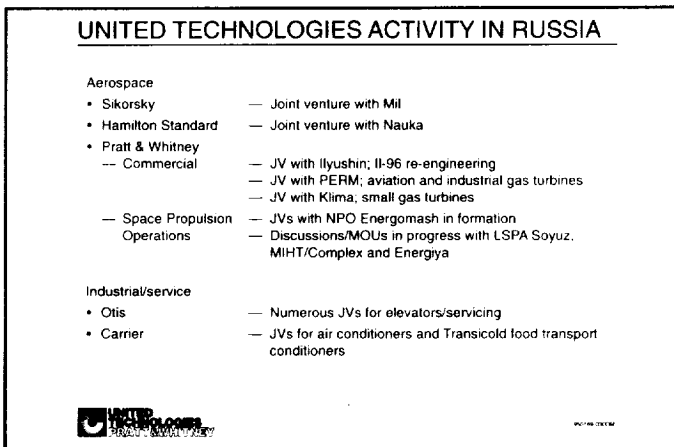 UNITED TECHNOLOGIES ACTIVITY IN RUSSIA
Aerospace
• Sikorsky — Joint venture with Mil
• Hamilton Standard — Joint venture with Nauka
• Pratt & Whitney
-- Commercial — JV with Ilyushin; Il-96 re-engineering
— JV with PERM; aviation and industrial gas turbines
— JV with Klima; small gas turbines
— Space Propulsion — JVs with NPO Energomash in formation
Operations — Discussions/MOUs in progress with LSPA Soyuz,
MIHT/Complex and Energiya
Industrial/service
• Otis — Numerous JVs for elevators/servicing
• Carrier — JVs for air conditioners and Transicold food transport
conditioners
UNITED
TECHNOLOGIES
PRATT & WHITNEY